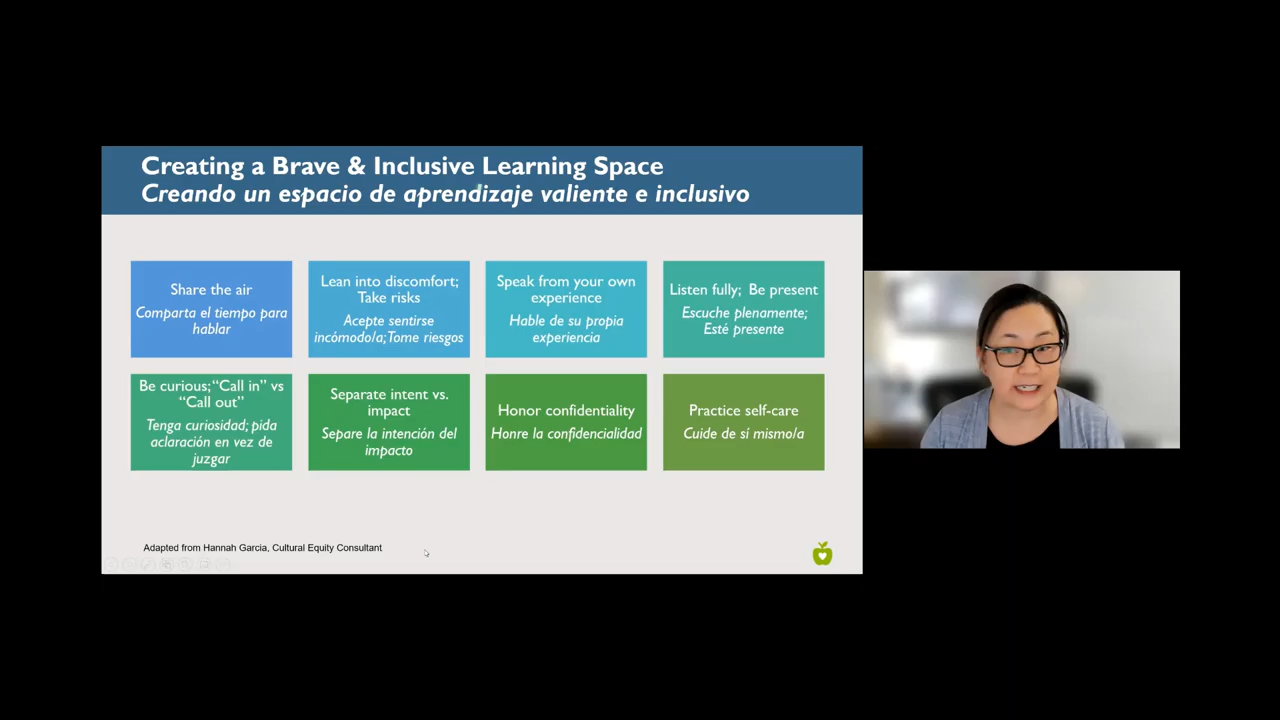 Creating a Brave & Inclusive Learning Space
Creando un espacio de aprendizaje valiente e inclusivo
Share the air
Comparta el tiempo para
hablar
Lean into discomfort;
Take risks
Acepte sentirse
incómodo/a; Tome riesgos
Speak from your own
experience
Hable de su propia
experiencia
Listen fully; Be present
Escuche plenamente;
Esté presente
Be curious; “Call in” vs
“Call out”
Tenga curiosidad; pida
aclaración en vez de
juzgar
Separate intent vs.
impact
Separe la intención del
impacto
Honor confidentiality
Honre la confidencialidad
Practice self-care
Cuide de sí mismo/a
Adapted from Hannah Garcia, Cultural Equity Consultant